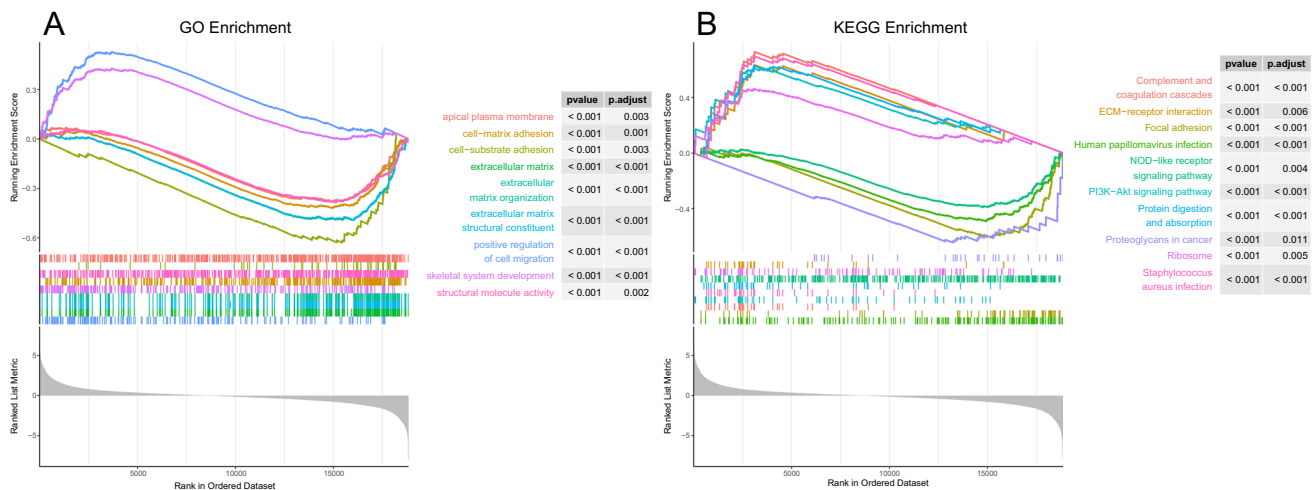 A
GO Enrichment
Running Enrichment Score
0.3
0.0
−0.3
−0.6
pvalue p.adjust
apical plasma membrane < 0.001 0.003
cell−matrix adhesion < 0.001 0.001
cell−substrate adhesion < 0.001 0.003
extracellular matrix < 0.001 < 0.001
extracellular
matrix organization < 0.001 < 0.001
extracellular matrix
structural constituent < 0.001 < 0.001
positive regulation
of cell migration < 0.001 < 0.001
skeletal system development < 0.001 < 0.001
structural molecule activity < 0.001 0.002
Ranked List Metric
5
0
−5
5000 10000 15000
Rank in Ordered Dataset
B
KEGG Enrichment
Running Enrichment Score
0.4
0.0
−0.4
pvalue p.adjust
Complement and
coagulation cascades < 0.001 < 0.001
ECM−receptor interaction < 0.001 0.006
Focal adhesion < 0.001 < 0.001
Human papillomavirus infection < 0.001 < 0.001
NOD−like receptor
signaling pathway < 0.001 0.004
PI3K−Akt signaling pathway < 0.001 < 0.001
Protein digestion
and absorption < 0.001 < 0.001
Proteoglycans in cancer < 0.001 0.011
Ribosome < 0.001 0.005
Staphylococcus
aureus infection < 0.001 < 0.001
Ranked List Metric
5
0
−5
5000 10000 15000
Rank in Ordered Dataset